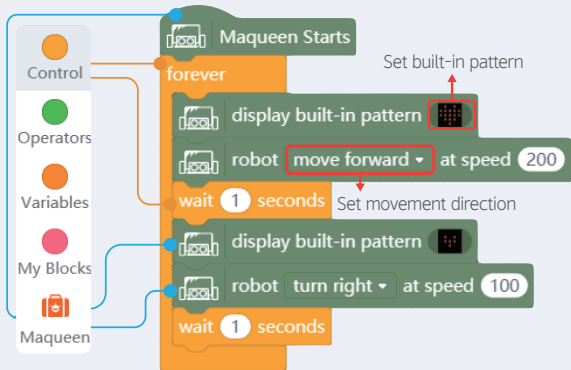 Maqueen Starts
Control
forever
Set built-in pattern
Operators
display built-in pattern
robot move forward at speed 200
Variables
wait 1 seconds
Set movement direction
My Blocks
display built-in pattern
robot turn right at speed 100
Maqueen
wait 1 seconds